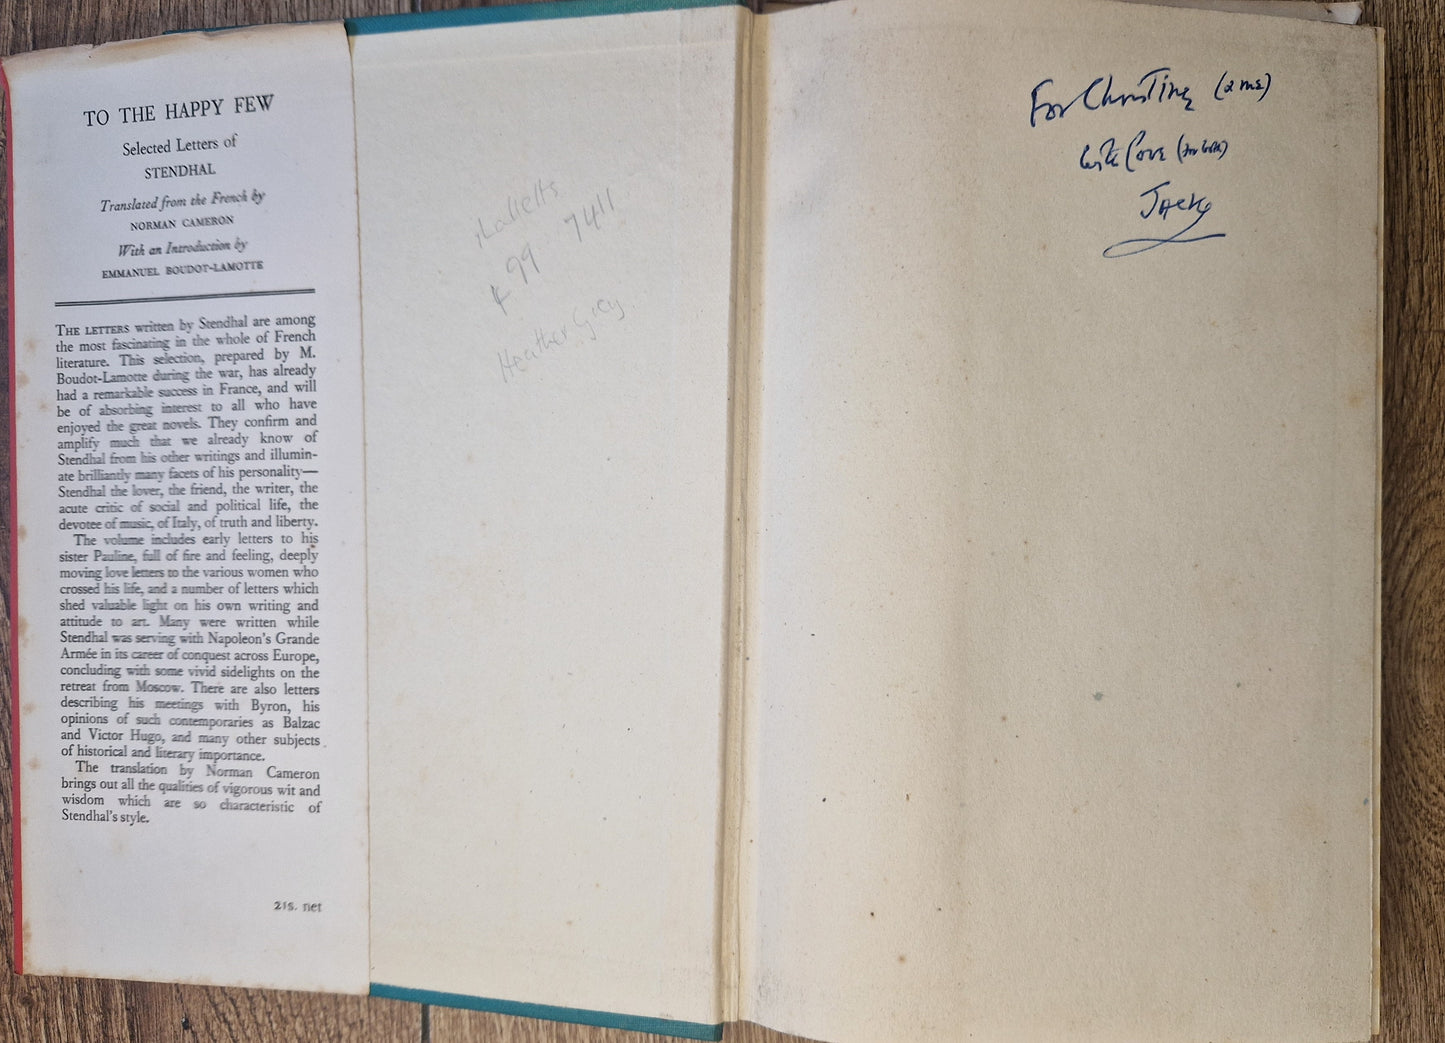 TO THE HAPPY FEW
Selected Letters of
STENDHAL
Translated from the French by
NORMAN CAMERON
With an Introduction by
EMMANUEL BOUDOT-LAMOTTE
THE LETTERS written by Stendhal are among
the most fascinating in the whole of French
literature. This selection, prepared by M.
Boudot-Lamotte during the war, has already
had a remarkable success in France, and will
be of absorbing interest to all who have
enjoyed the great novels. They confirm and
amplify much that we already know of
Stendhal from his other writings and illumin-
ate brilliantly many facets of his personality—
Stendhal the lover, the friend, the writer, the
acute critic of social and political life, the
devotee of music, of Italy, of truth and liberty.
The volume includes early letters to his
sister Pauline, full of fire and feeling, deeply
moving love letters to the various women who
crossed his life, and a number of letters which
shed valuable light on his own writing and
attitude to art. Many were written while
Stendhal was serving with Napoleon's Grande
Armée in its career of conquest across Europe,
concluding with some vivid sidelights on the
retreat from Moscow. There are also letters
describing his meetings with Byron, his
opinions of such contemporaries as Balzac
and Victor Hugo, and many other subjects
of historical and literary importance.
The translation by Norman Cameron
brings out all the qualities of vigorous wit and
wisdom which are so characteristic of
Stendhal's style.
21s. net
99 7411
Heather Grey
For Christine (& me)
with Love (for both)
Jacky